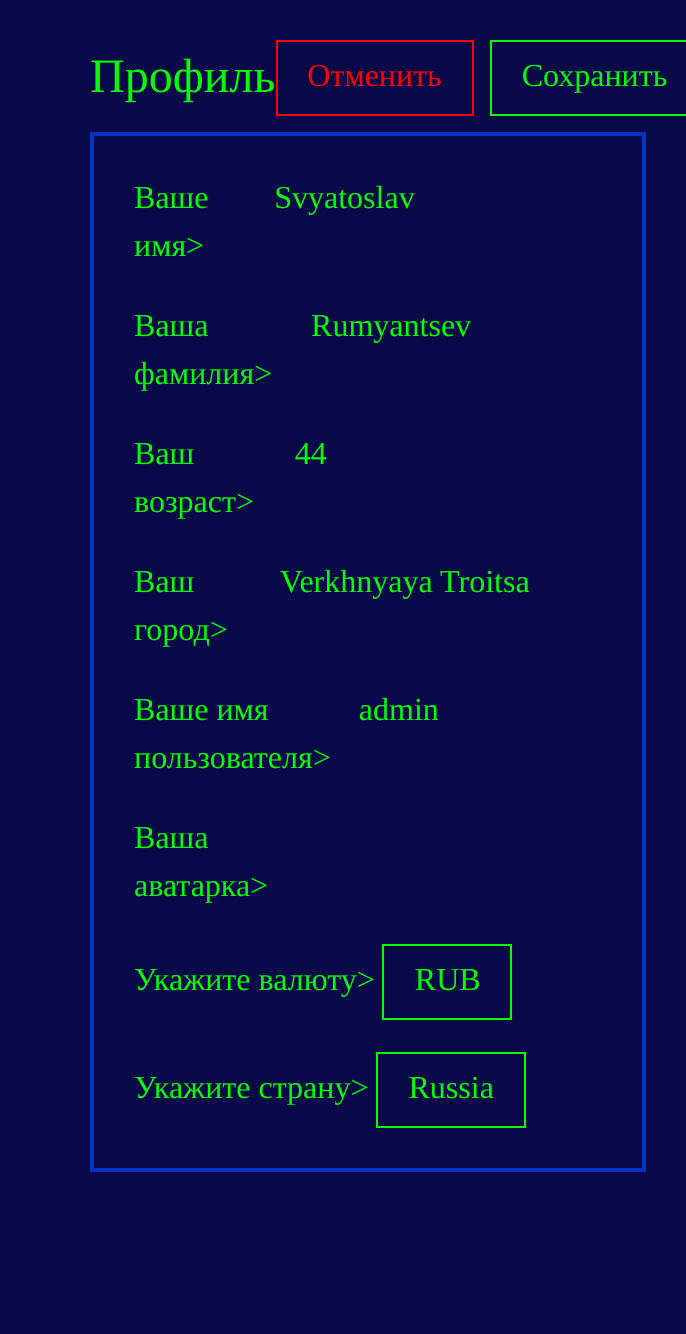 Профиль Отменить Сохранить
Ваше Svyatoslav
имя>
Ваша Rumyantsev
фамилия>
Ваш 44
возраст>
Ваш Verkhnyaya Troitsa
город>
Ваше имя admin
пользователя>
Ваша
аватарка>
Укажите валюту> RUB
Укажите страну> Russia